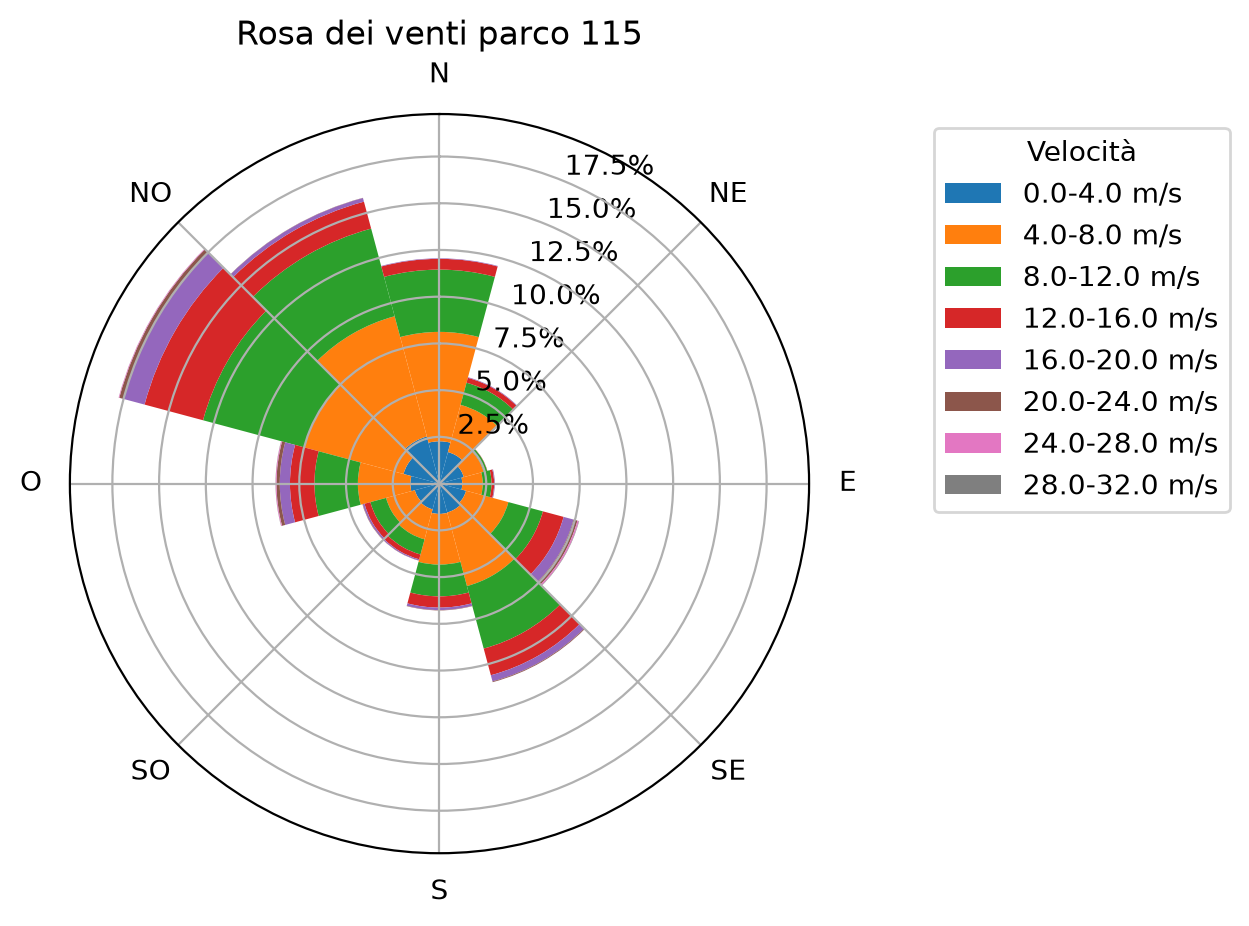 Rosa dei venti parco 115
N
NO
NE
O
E
SO
SE
S
17.5%
15.0%
12.5%
10.0%
7.5%
5.0%
2.5%
Velocità
0.0-4.0 m/s
4.0-8.0 m/s
8.0-12.0 m/s
12.0-16.0 m/s
16.0-20.0 m/s
20.0-24.0 m/s
24.0-28.0 m/s
28.0-32.0 m/s